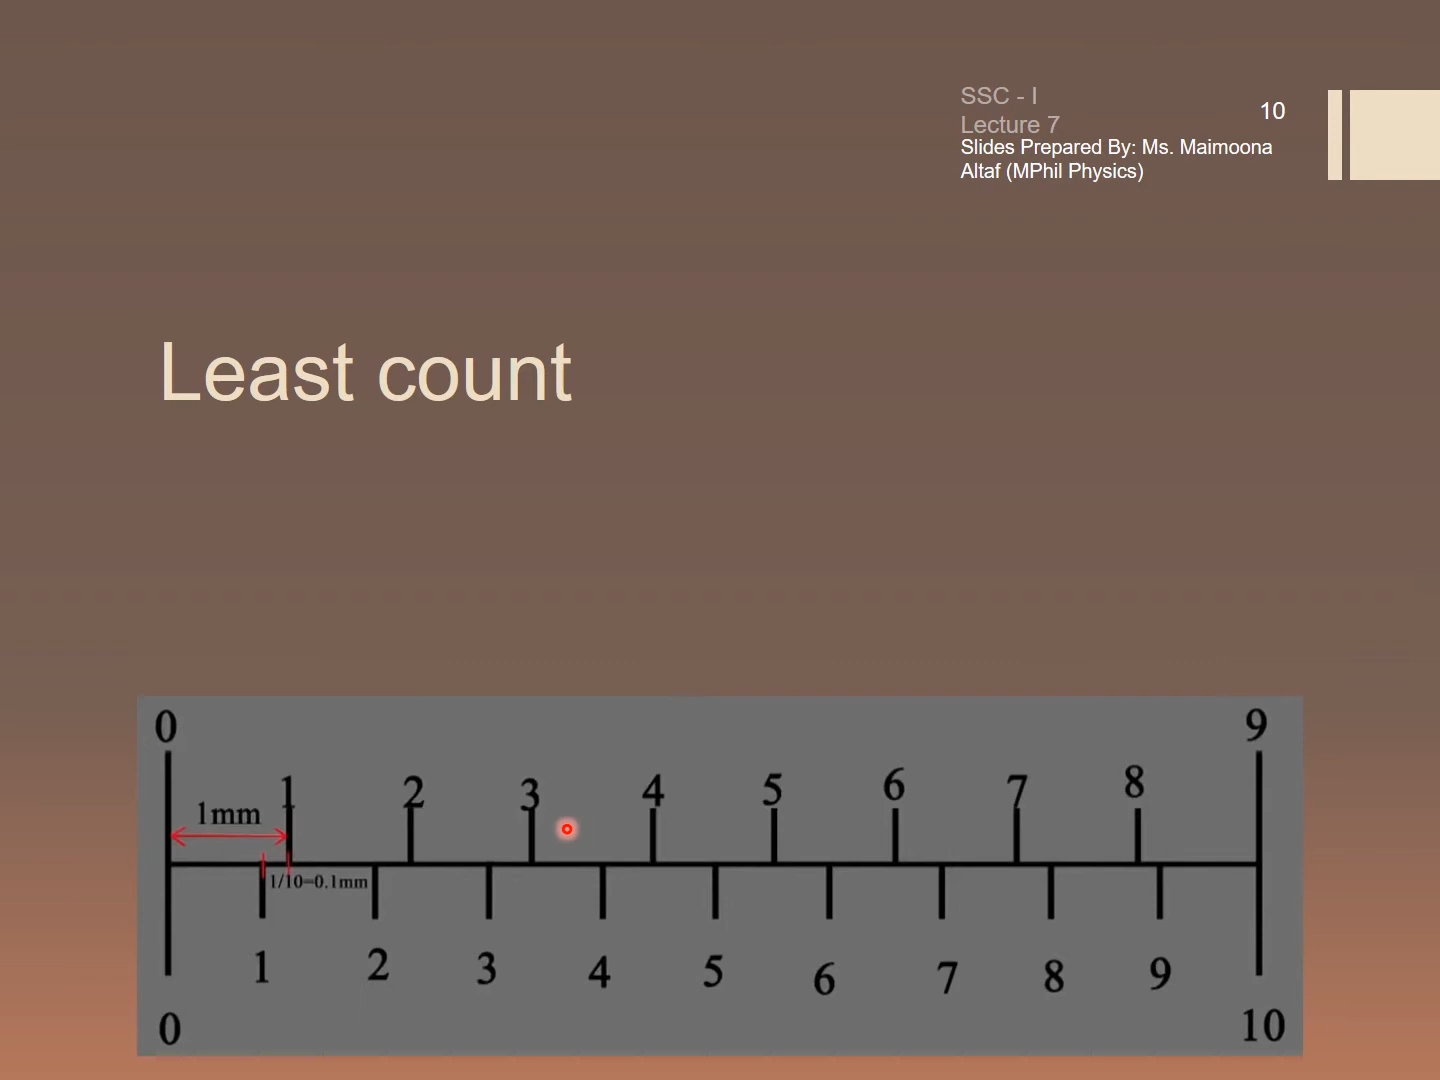 SSC - I
Lecture 7
10
Slides Prepared By: Ms. Maimoona
Altaf (MPhil Physics)
Least count
0 9
1 2 3 4 5 6 7 8
1mm
1/10=0.1mm
1 2 3 4 5 6 7 8 9
0 10